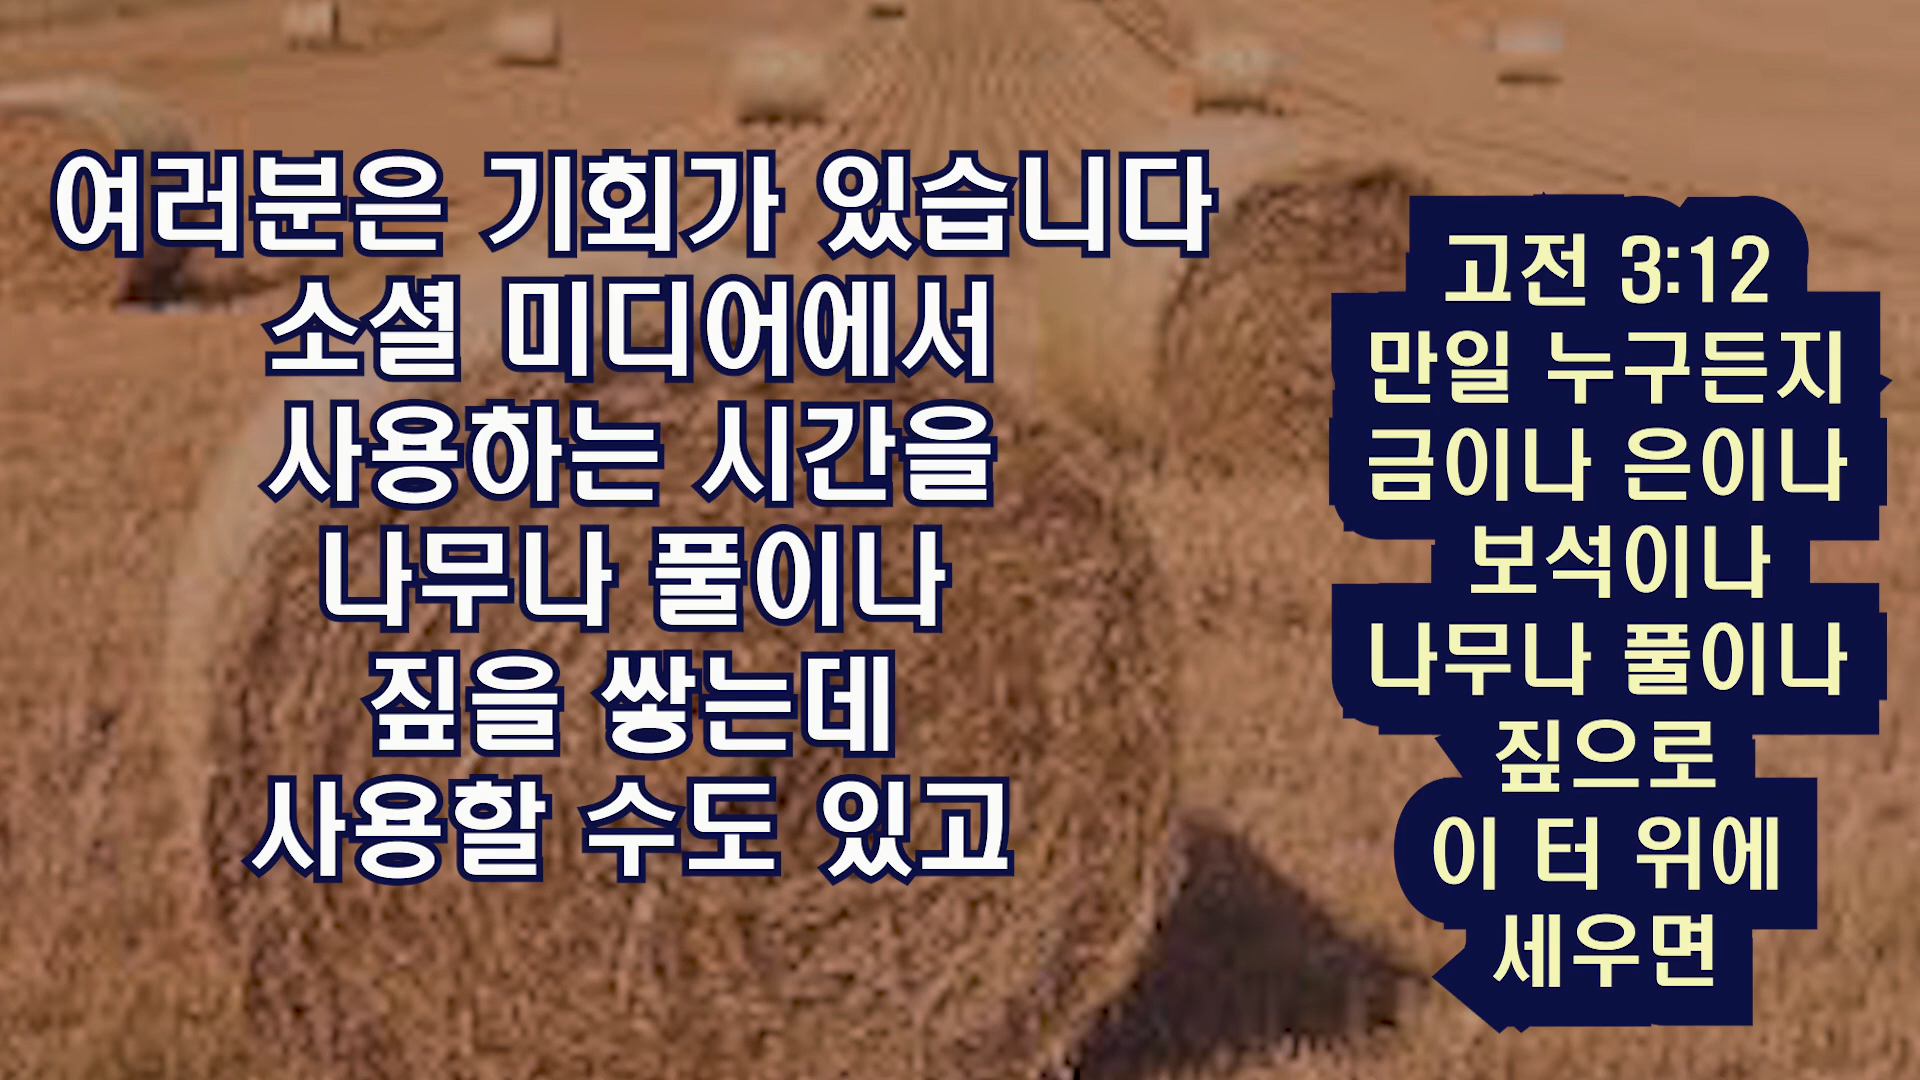 여러분은 기회가 있습니다
소셜 미디어에서
사용하는 시간을
나무나 풀이나
짚을 쌓는데
사용할 수도 있고
고전 3:12
만일 누구든지
금이나 은이나
보석이나
나무나 풀이나
짚으로
이 터 위에
세우면